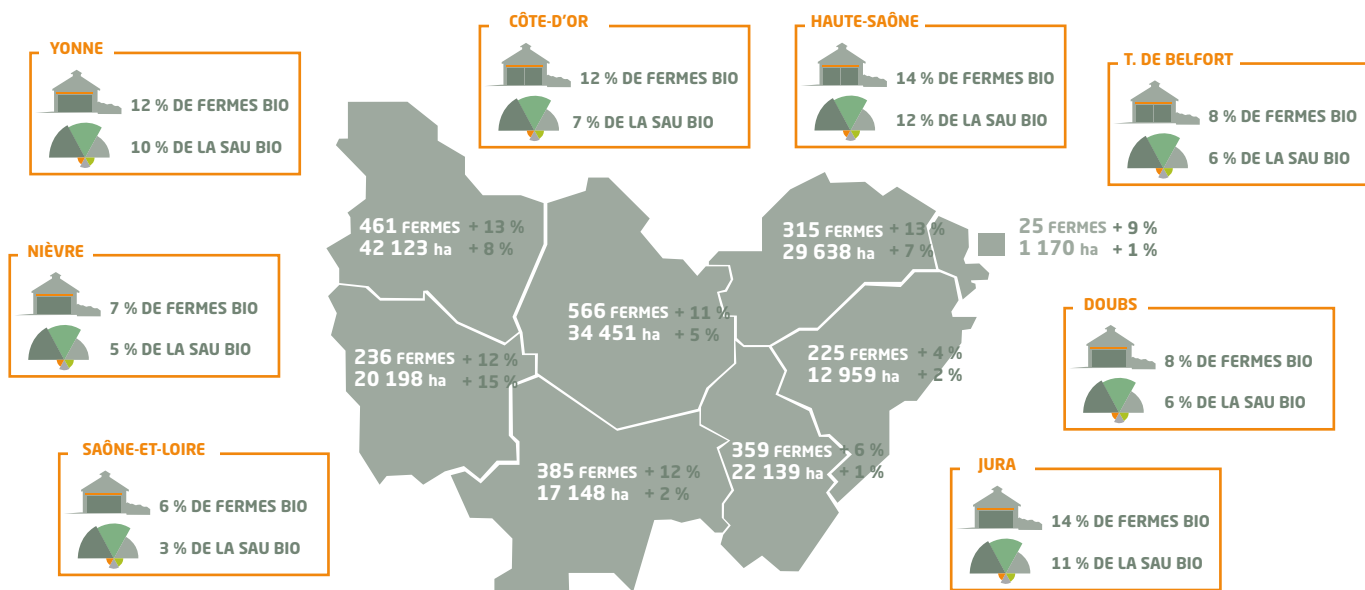 YONNE
12 % DE FERMES BIO
10 % DE LA SAU BIO
CÔTE-D'OR
12 % DE FERMES BIO
7 % DE LA SAU BIO
HAUTE-SAÔNE
14 % DE FERMES BIO
12 % DE LA SAU BIO
T. DE BELFORT
8 % DE FERMES BIO
6 % DE LA SAU BIO
461 FERMES + 13 %
42 123 ha + 8 %
315 FERMES + 13 %
29 638 ha + 7 %
25 FERMES + 9 %
1 170 ha + 1 %
NIÈVRE
7 % DE FERMES BIO
5 % DE LA SAU BIO
566 FERMES + 11 %
34 451 ha + 5 %
DOUBS
8 % DE FERMES BIO
6 % DE LA SAU BIO
236 FERMES + 12 %
20 198 ha + 15 %
225 FERMES + 4 %
12 959 ha + 2 %
SAÔNE-ET-LOIRE
6 % DE FERMES BIO
3 % DE LA SAU BIO
385 FERMES + 12 %
17 148 ha + 2 %
359 FERMES + 6 %
22 139 ha + 1 %
JURA
14 % DE FERMES BIO
11 % DE LA SAU BIO